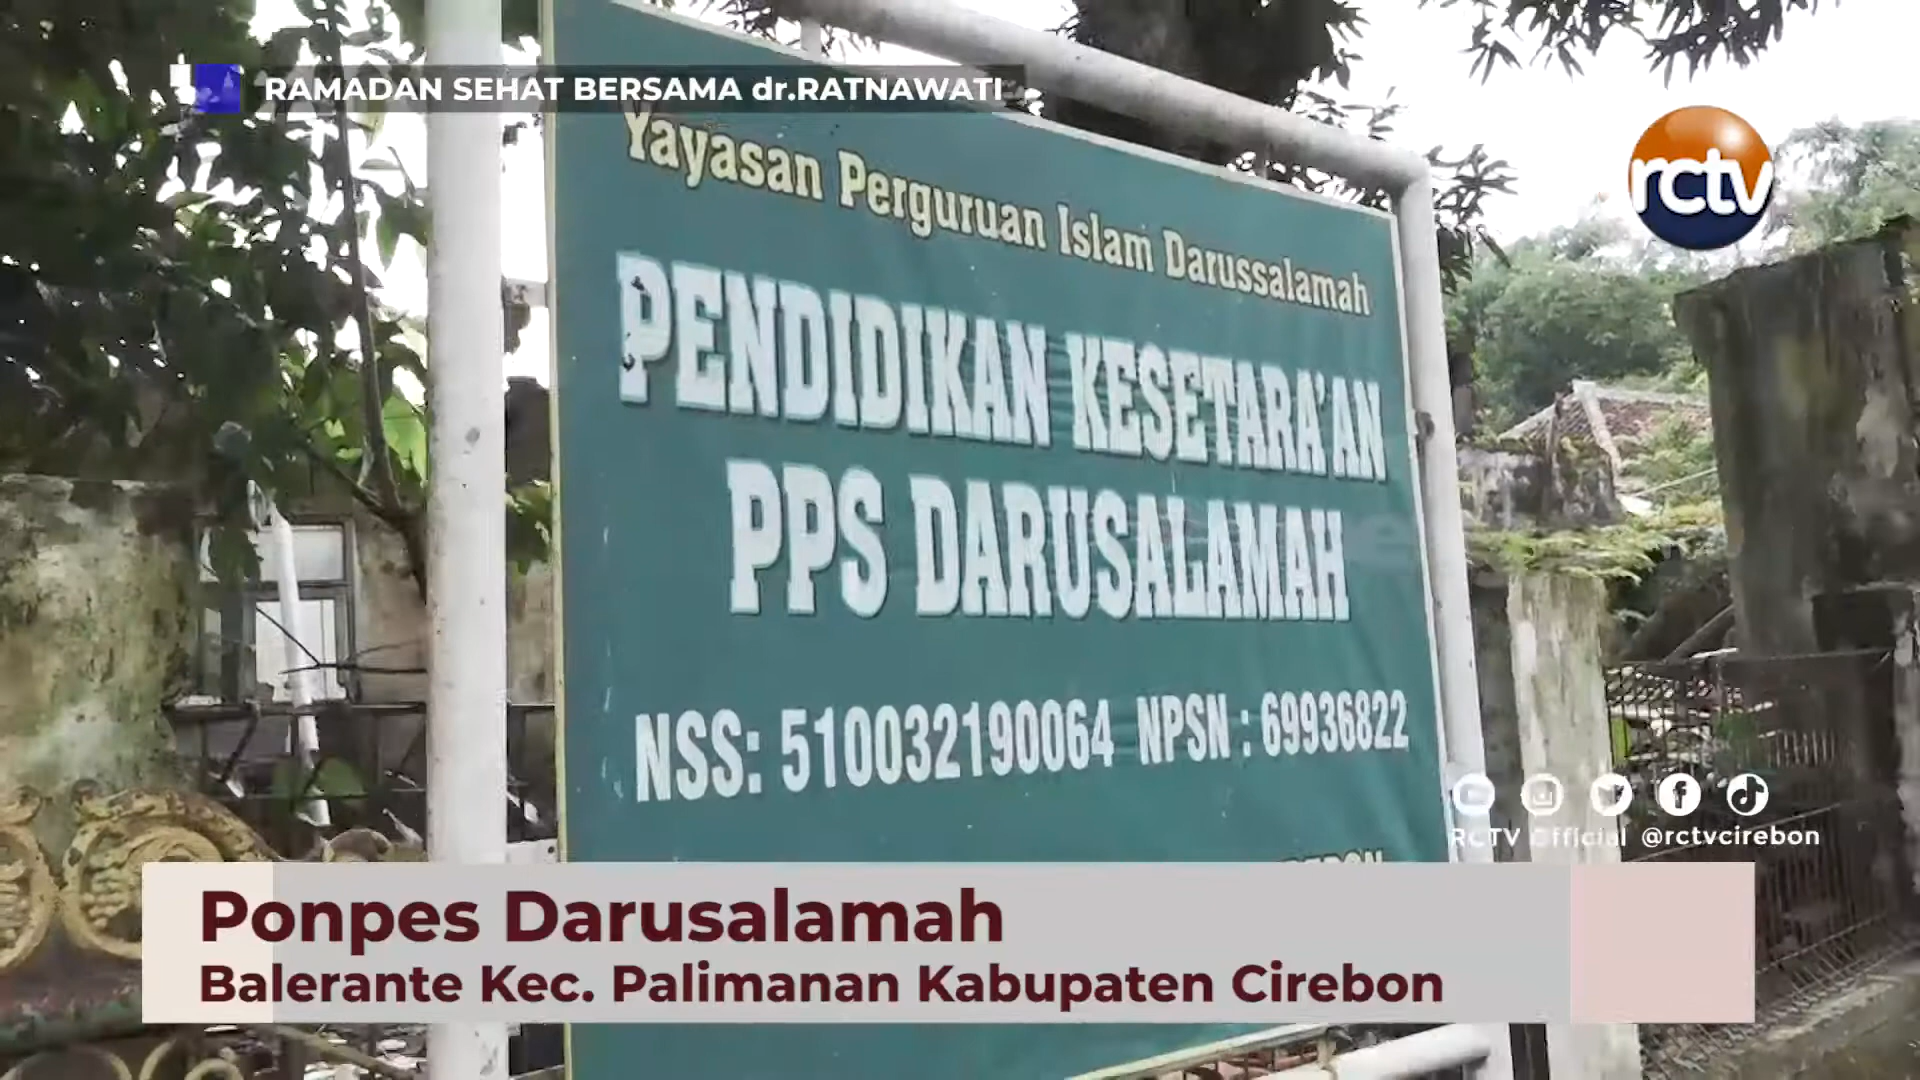 RAMADAN SEHAT BERSAMA dr.RATNAWATI
rctv
Yayasan Perguruan Islam Darussalamah
PENDIDIKAN KESETARA'AN
PPS DARUSALAMAH
NSS: 510032190064 NPSN : 69936822
RCTV Official @rctvcirebon
Ponpes Darusalamah
Balerante Kec. Palimanan Kabupaten Cirebon